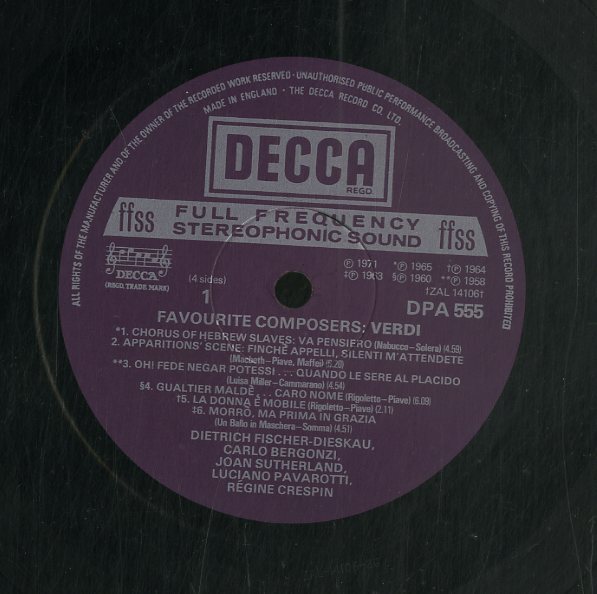 ALL RIGHTS OF THE MANUFACTURER AND OF THE OWNER OF THE RECORDED WORK RESERVED · UNAUTHORISED PUBLIC PERFORMANCE BROADCASTING AND COPYING OF THIS RECORD PROHIBITED
MADE IN ENGLAND · THE DECCA RECORD CO. LTD.
DECCA
REGD.
ffss FULL FREQUENCY ffss
STEREOPHONIC SOUND
DECCA
(REGD. TRADE MARK)
(4 sides)
1
℗ 1971 *℗ 1965 †℗ 1964
‡℗ 1963 §℗ 1960 **℗ 1958
‡ZAL 14106†
DPA 555
FAVOURITE COMPOSERS: VERDI
*1. CHORUS OF HEBREW SLAVES: VA PENSIERO (Nabucco–Solera) (4.59)
2. APPARITIONS' SCENE: FINCHÈ APPELLI, SILENTI M'ATTENDETE
(Macbeth–Piave, Maffei) (6.20)
**3. OH! FEDE NEGAR POTESSI . . . QUANDO LE SERE AL PLACIDO
(Luisa Miller–Cammarano) (4.54)
§4. GUALTIER MALDÈ . . . CARO NOME (Rigoletto–Piave) (6.09)
†5. LA DONNA È MOBILE (Rigoletto–Piave) (2.11)
‡6. MORRÒ, MA PRIMA IN GRAZIA
(Un Ballo in Maschera–Somma) (4.51)
DIETRICH FISCHER-DIESKAU,
CARLO BERGONZI,
JOAN SUTHERLAND,
LUCIANO PAVAROTTI,
RÉGINE CRESPIN